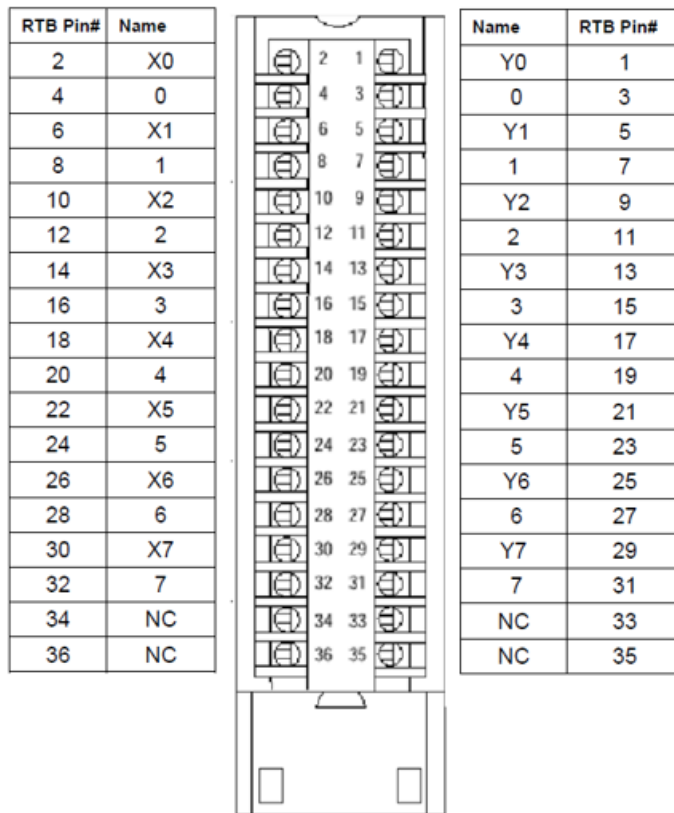 RTB Pin# Name
2 X0
4 0
6 X1
8 1
10 X2
12 2
14 X3
16 3
18 X4
20 4
22 X5
24 5
26 X6
28 6
30 X7
32 7
34 NC
36 NC
2 1
4 3
6 5
8 7
10 9
12 11
14 13
16 15
18 17
20 19
22 21
24 23
26 25
28 27
30 29
32 31
34 33
36 35
Name RTB Pin#
Y0 1
0 3
Y1 5
1 7
Y2 9
2 11
Y3 13
3 15
Y4 17
4 19
Y5 21
5 23
Y6 25
6 27
Y7 29
7 31
NC 33
NC 35